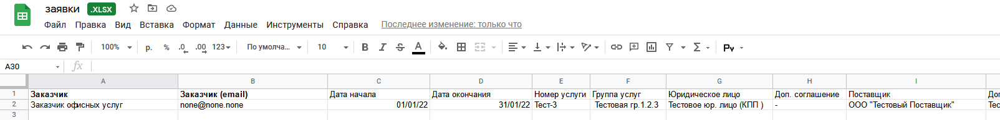 заявки .XLSX
Файл Правка Вид Вставка Формат Данные Инструменты Справка Последнее изменение: только что
100% р. % .0 .00 123 По умолча... 10 B I S A Ру
A30 fx
A B C D E F G H I
1 Заказчик Заказчик (email) Дата начала Дата окончания Номер услуги Группа услуг Юридическое лицо Доп. соглашение Поставщик Доп
2 Заказчик офисных услуг none@none.none 01/01/22 31/01/22 Тест-3 Тестовая гр.1.2.3 Тестовое юр. лицо (КПП ) - ООО "Тестовый Поставщик" Тес
3